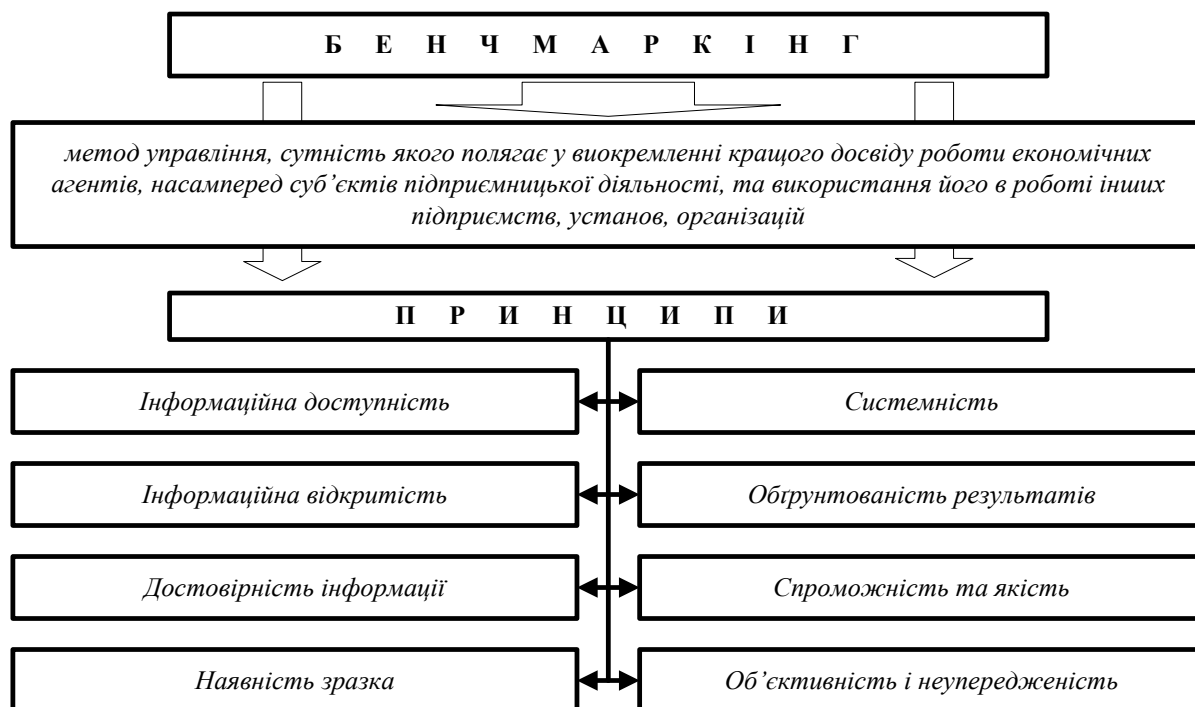 Б Е Н Ч М А Р К І Н Г
метод управління, сутність якого полягає у виокремленні кращого досвіду роботи економічних
агентів, насамперед суб’єктів підприємницької діяльності, та використання його в роботі інших
підприємств, установ, організацій
П Р И Н Ц И П И
Інформаційна доступність
Системність
Інформаційна відкритість
Обґрунтованість результатів
Достовірність інформації
Спроможність та якість
Наявність зразка
Об’єктивність і неупередженість